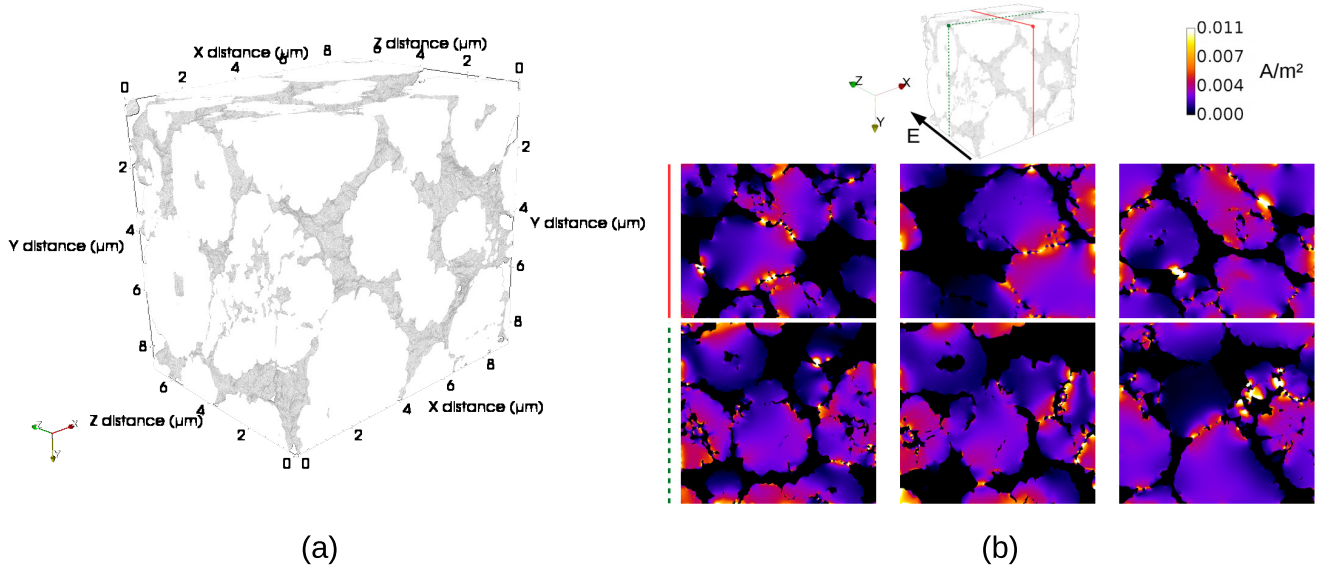 X distance (μm)
Z distance (μm)
0
2
4
6
8
6
4
2
0
2
4
6
8
Y distance (μm)
2
4
6
8
Y distance (μm)
6
4
2
0
Z distance (μm)
0
2
4
6
8
X distance (μm)
Z
X
Y
(a)
Z
X
Y
E
0.011
0.007
0.004
0.000
A/m²
(b)